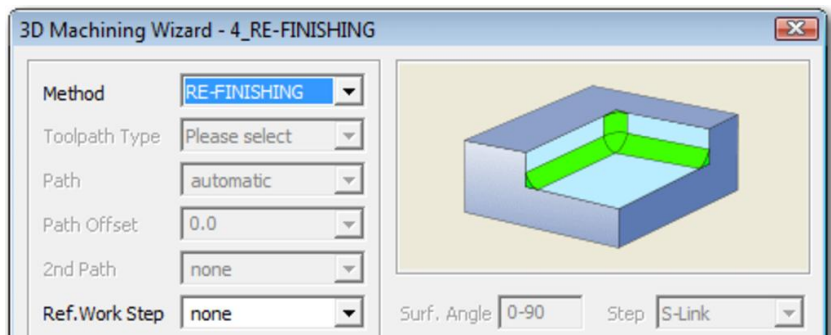 3D Machining Wizard - 4_RE-FINISHING
Method RE-FINISHING
Toolpath Type Please select
Path automatic
Path Offset 0.0
2nd Path none
Ref.Work Step none
Surf. Angle 0-90 Step S-Link